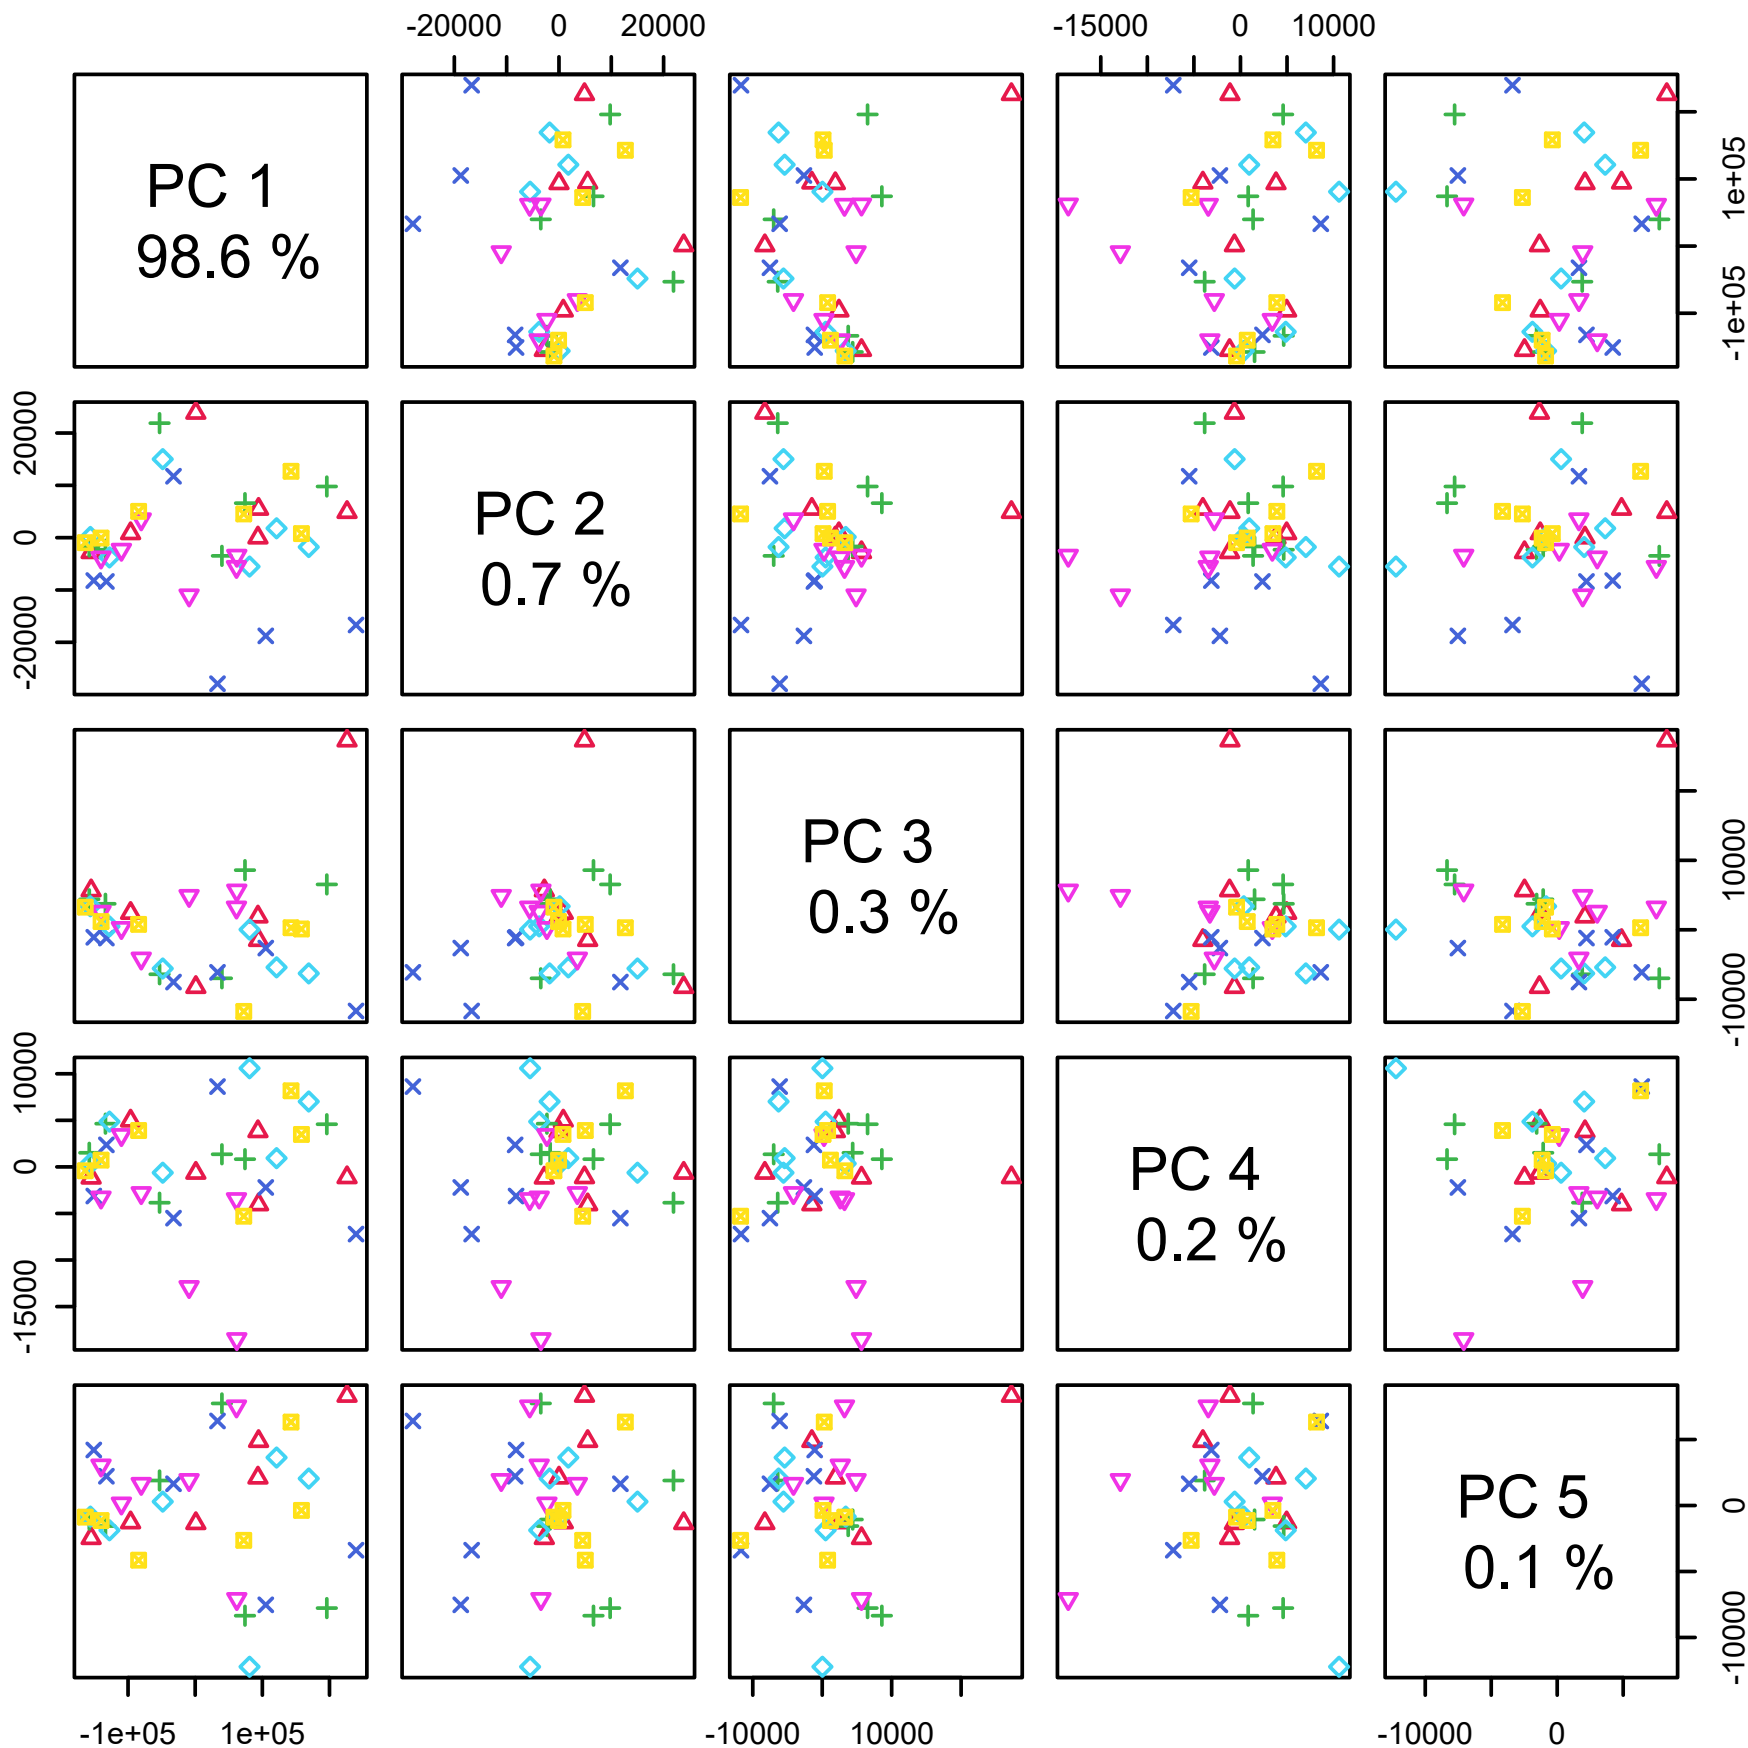 -20000 0 20000 -15000 0 10000
PC 1
98.6 %
-1e+05 1e+05
-20000 0 20000
PC 2
0.7 %
PC 3
0.3 %
-10000 10000
-15000 0 10000
PC 4
0.2 %
PC 5
0.1 %
-10000 0
-1e+05 1e+05 -10000 10000 -10000 0